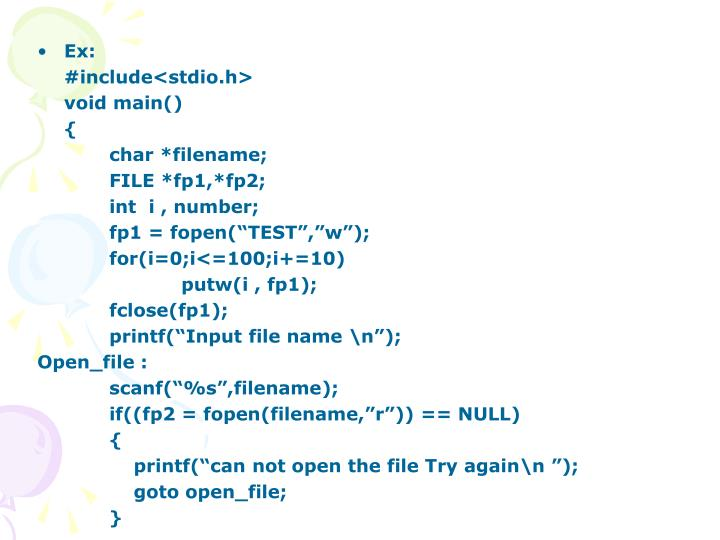 • Ex:
#include<stdio.h>
void main()
{
char *filename;
FILE *fp1,*fp2;
int i , number;
fp1 = fopen(“TEST”,”w”);
for(i=0;i<=100;i+=10)
putw(i , fp1);
fclose(fp1);
printf(“Input file name \n”);
Open_file :
scanf(“%s”,filename);
if((fp2 = fopen(filename,”r”)) == NULL)
{
printf(“can not open the file Try again\n ”);
goto open_file;
}